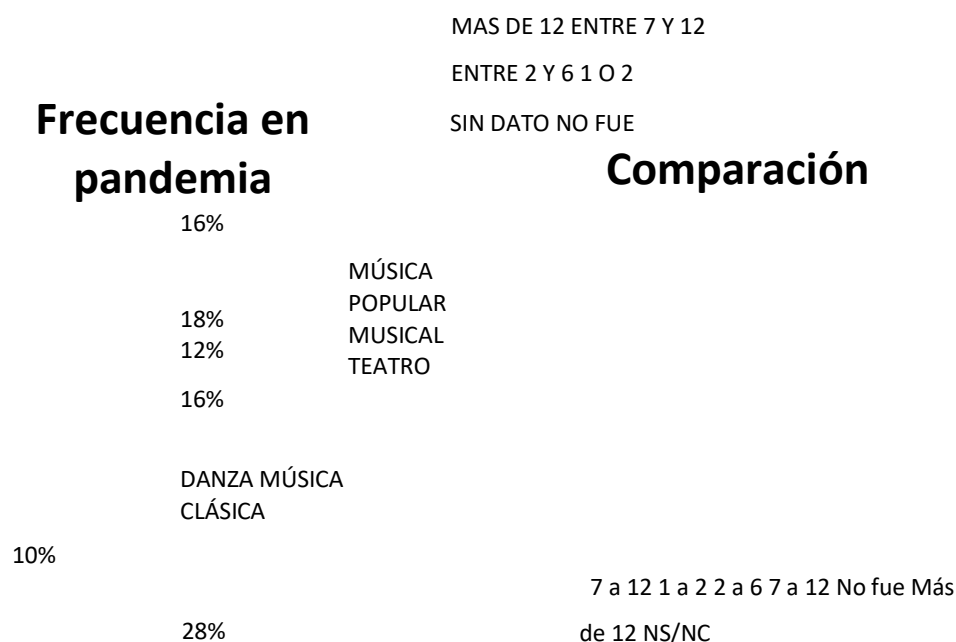 MAS DE 12 ENTRE 7 Y 12
ENTRE 2 Y 6 1 O 2
SIN DATO NO FUE
Frecuencia en
pandemia
Comparación
16%
MÚSICA
POPULAR
18%
MUSICAL
12%
TEATRO
16%
DANZA MÚSICA
CLÁSICA
10%
7 a 12 1 a 2 2 a 6 7 a 12 No fue Más
28%
de 12 NS/NC